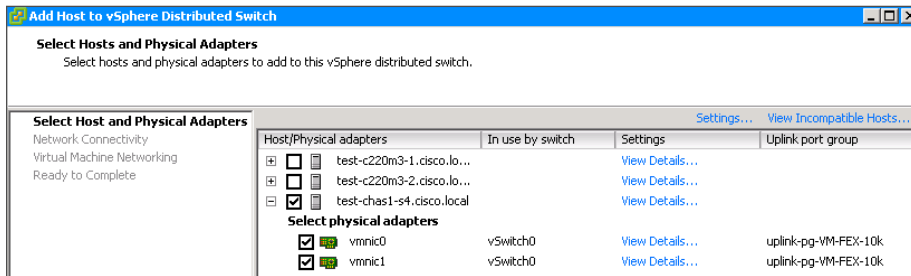 Add Host to vSphere Distributed Switch
Select Hosts and Physical Adapters
Select hosts and physical adapters to add to this vSphere distributed switch.
Select Host and Physical Adapters
Network Connectivity
Virtual Machine Networking
Ready to Complete
Settings... View Incompatible Hosts...
Host/Physical adapters In use by switch Settings Uplink port group
test-c220m3-1.cisco.lo... View Details...
test-c220m3-2.cisco.lo... View Details...
test-chas1-s4.cisco.local View Details...
Select physical adapters
vmnic0 vSwitch0 View Details... uplink-pg-VM-FEX-10k
vmnic1 vSwitch0 View Details... uplink-pg-VM-FEX-10k